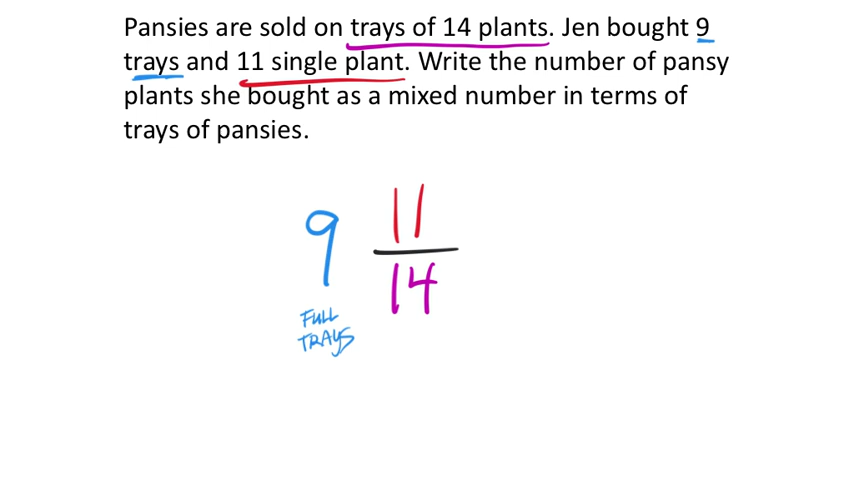 Pansies are sold on trays of 14 plants. Jen bought 9
trays and 11 single plant. Write the number of pansy
plants she bought as a mixed number in terms of
trays of pansies.
9 11
14
FULL
TRAYS